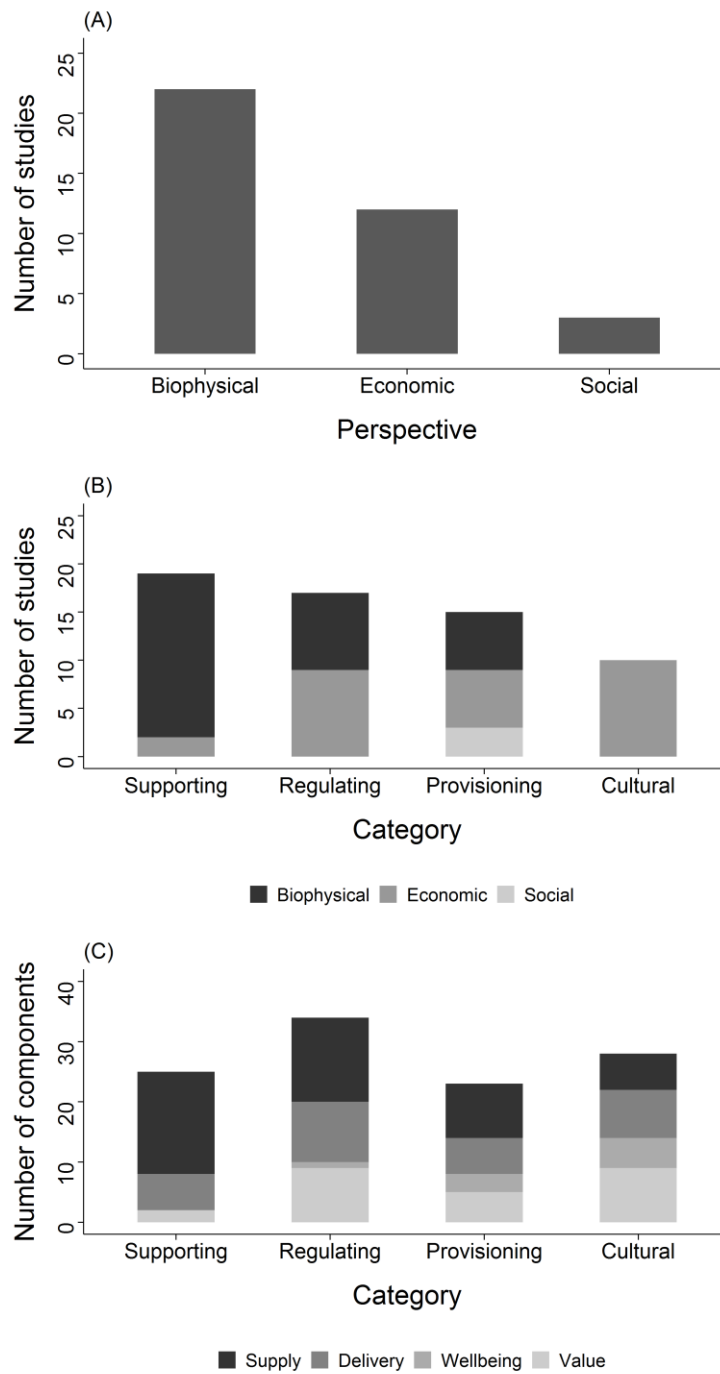 (A)
25
20
15
10
5
0
Number of studies
Biophysical Economic Social
Perspective
(B)
25
20
15
10
5
0
Number of studies
Supporting Regulating Provisioning Cultural
Category
Biophysical Economic Social
(C)
40
30
20
10
0
Number of components
Supporting Regulating Provisioning Cultural
Category
Supply Delivery Wellbeing Value